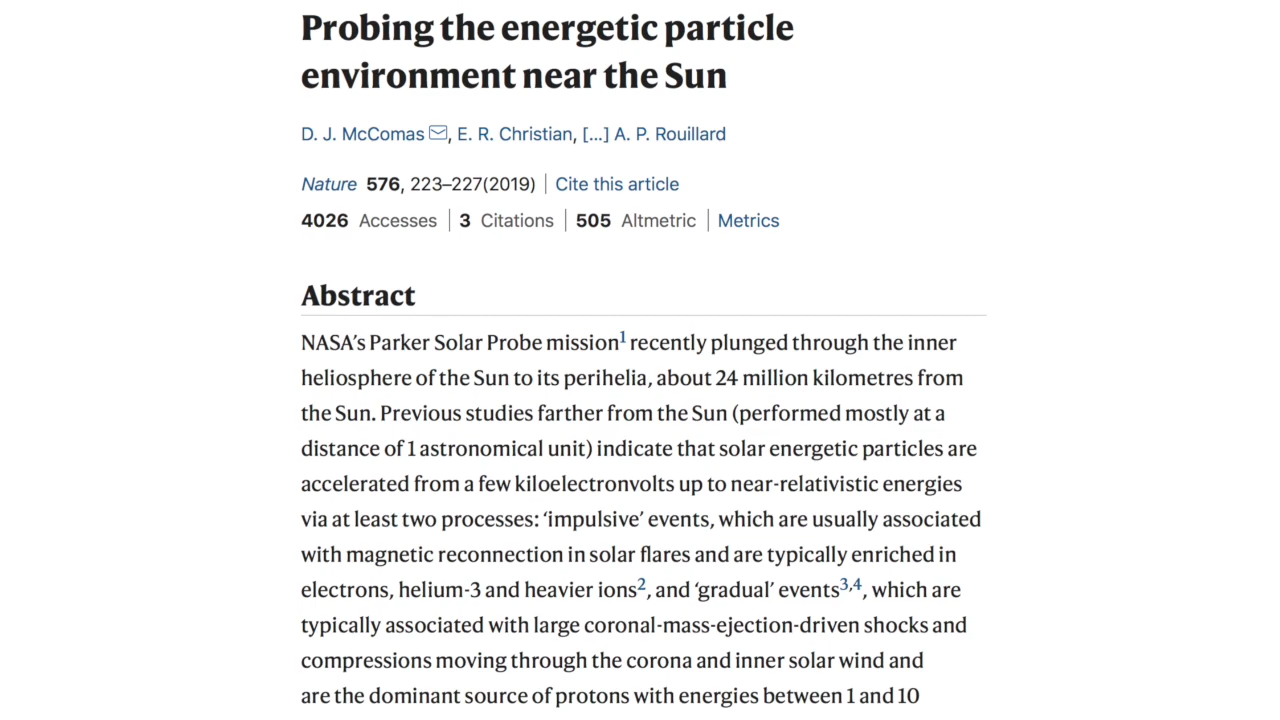 Probing the energetic particle
environment near the Sun
D. J. McComas, E. R. Christian, [...] A. P. Rouillard
Nature 576, 223–227(2019) | Cite this article
4026 Accesses | 3 Citations | 505 Altmetric | Metrics
Abstract
NASA’s Parker Solar Probe mission1 recently plunged through the inner
heliosphere of the Sun to its perihelia, about 24 million kilometres from
the Sun. Previous studies farther from the Sun (performed mostly at a
distance of 1 astronomical unit) indicate that solar energetic particles are
accelerated from a few kiloelectronvolts up to near-relativistic energies
via at least two processes: ‘impulsive’ events, which are usually associated
with magnetic reconnection in solar flares and are typically enriched in
electrons, helium-3 and heavier ions2, and ‘gradual’ events3,4, which are
typically associated with large coronal-mass-ejection-driven shocks and
compressions moving through the corona and inner solar wind and
are the dominant source of protons with energies between 1 and 10